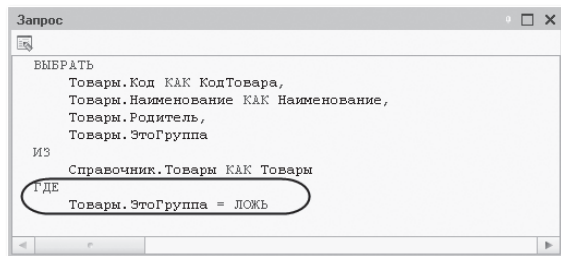 Запрос
ВЫБРАТЬ
Товары.Код КАК КодТовара,
Товары.Наименование КАК Наименование,
Товары.Родитель,
Товары.ЭтоГруппа
ИЗ
Справочник.Товары КАК Товары
ГДЕ
Товары.ЭтоГруппа = ЛОЖЬ